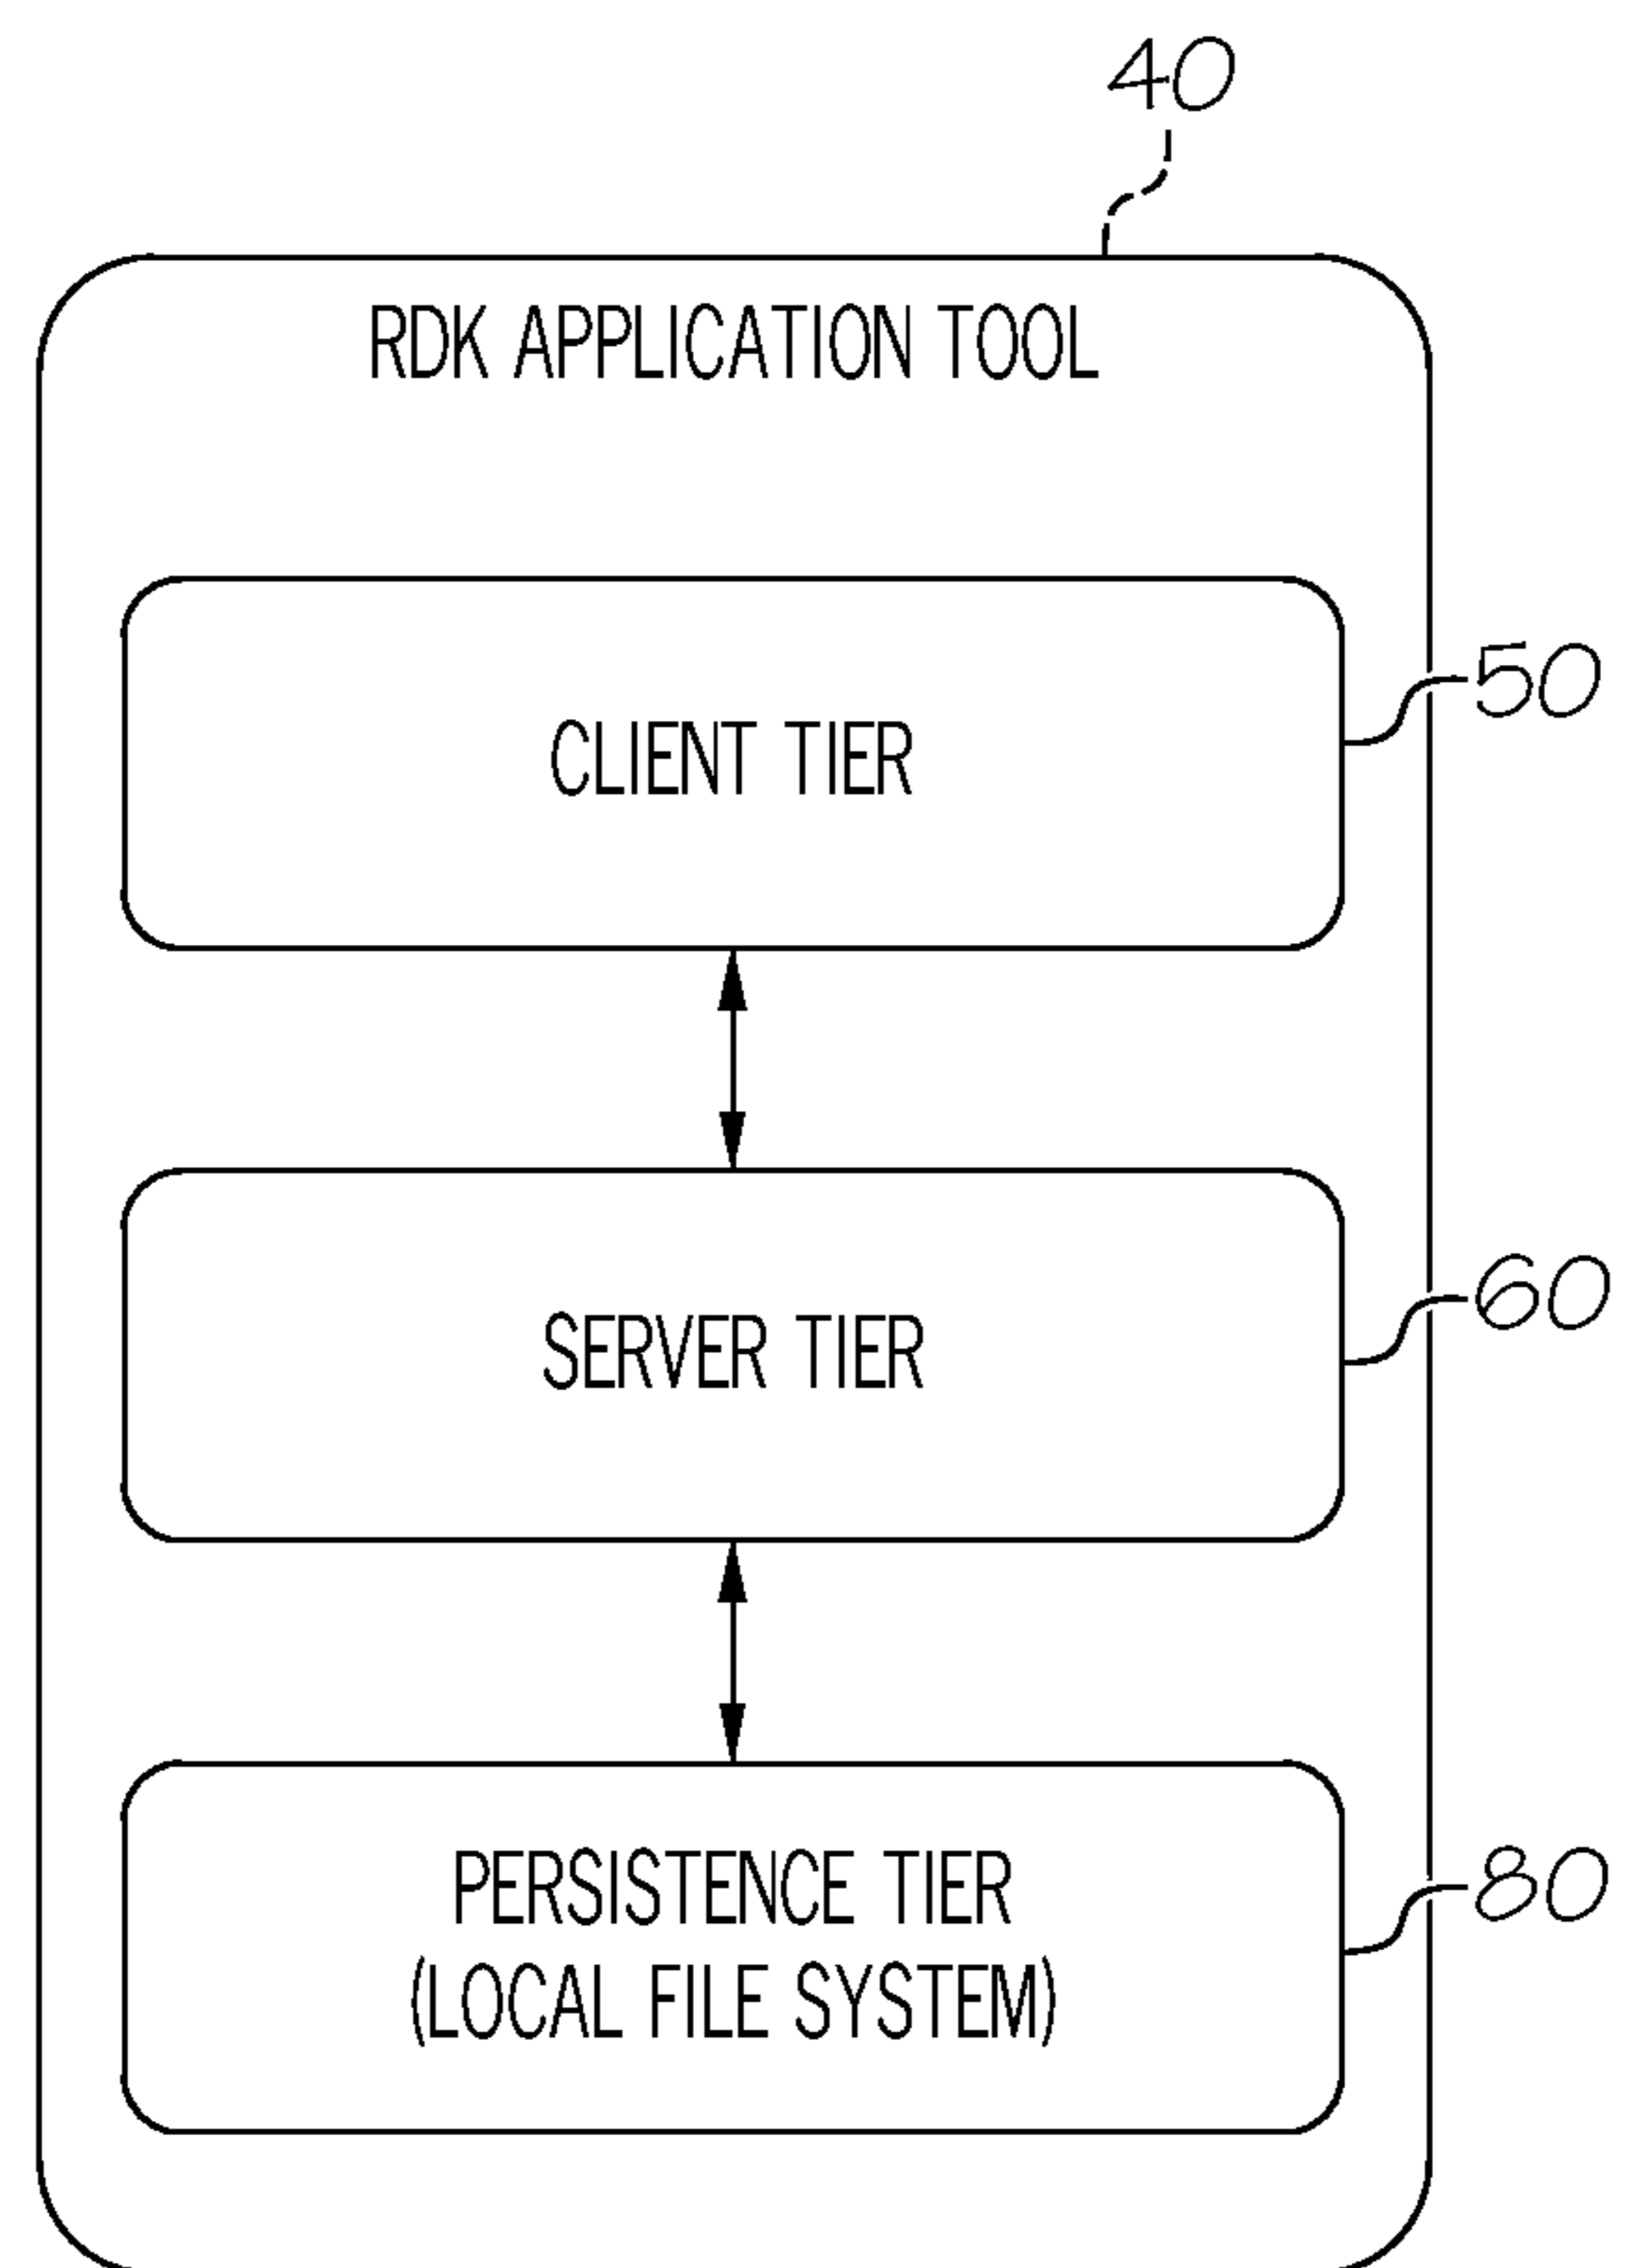 40
RDK APPLICATION TOOL
50
CLIENT TIER
60
SERVER TIER
80
PERSISTENCE TIER
(LOCAL FILE SYSTEM)